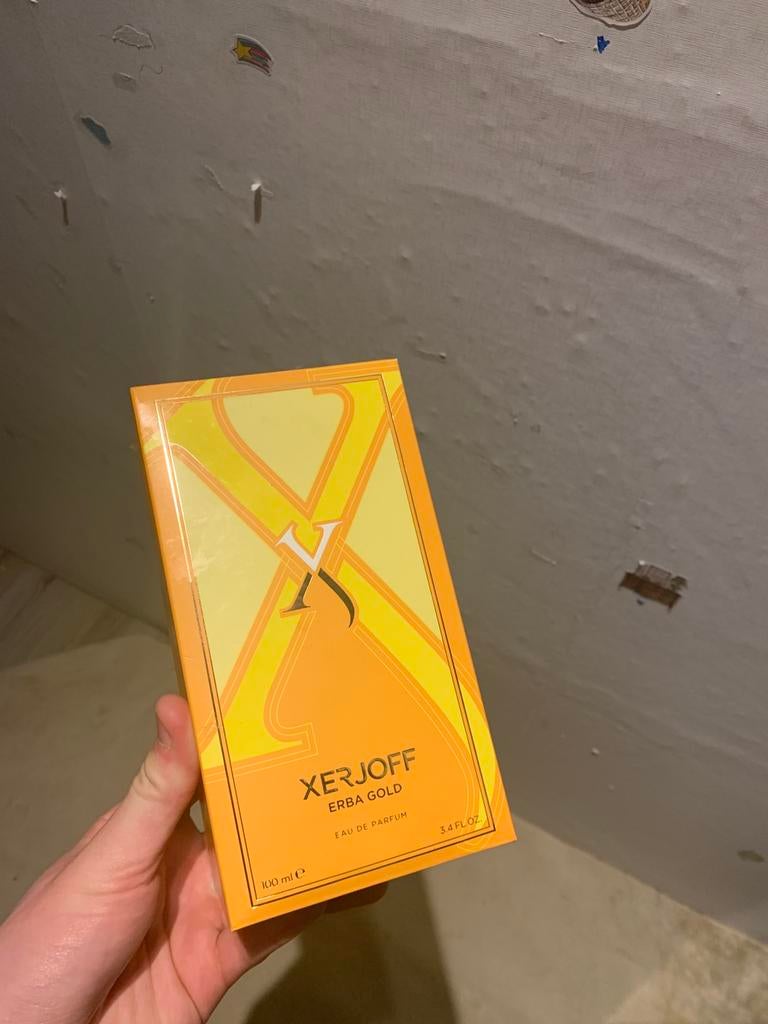 X
XERJOFF
ERBA GOLD
EAU DE PARFUM
3.4 FL.OZ.
100 ml ℮